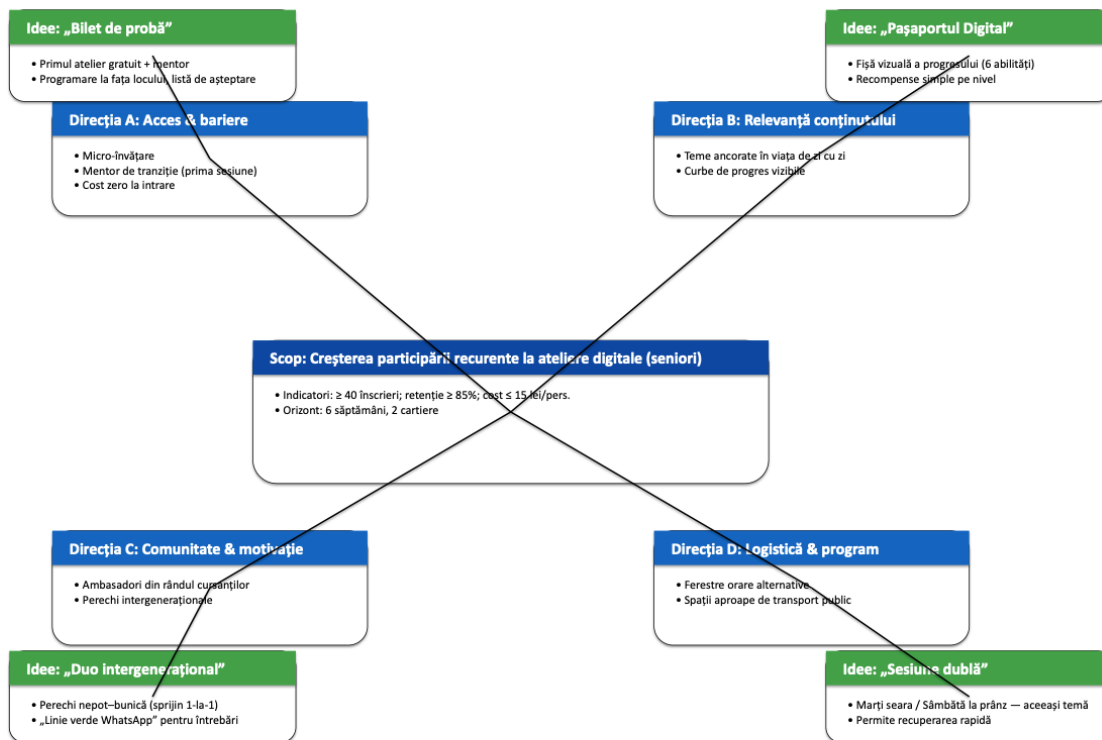 Idee: „Bilet de probă”
• Primul atelier gratuit + mentor
• Programare la fața locului, listă de așteptare
Idee: „Pașaportul Digital”
• Fișă vizuală a progresului (6 abilități)
• Recompense simple pe nivel
Direcția A: Acces & bariere
• Micro-învățare
• Mentor de tranziție (prima sesiune)
• Cost zero la intrare
Direcția B: Relevanță conținutului
• Teme ancorate în viața de zi cu zi
• Curbe de progres vizibile
Scop: Creșterea participării recurente la ateliere digitale (seniori)
• Indicatori: ≥ 40 înscrieri; retenție ≥ 85%; cost ≤ 15 lei/pers.
• Orizont: 6 săptămâni, 2 cartiere
Direcția C: Comunitate & motivație
• Ambasadori din rândul cursanților
• Perechi intergeneraționale
Direcția D: Logistică & program
• Ferestre orare alternative
• Spații aproape de transport public
Idee: „Duo intergenerațional”
• Perechi nepot–bunică (sprijin 1-la-1)
• „Linie verde WhatsApp” pentru întrebări
Idee: „Sesiune dublă”
• Marți seara / Sâmbătă la prânz — aceeași temă
• Permite recuperarea rapidă